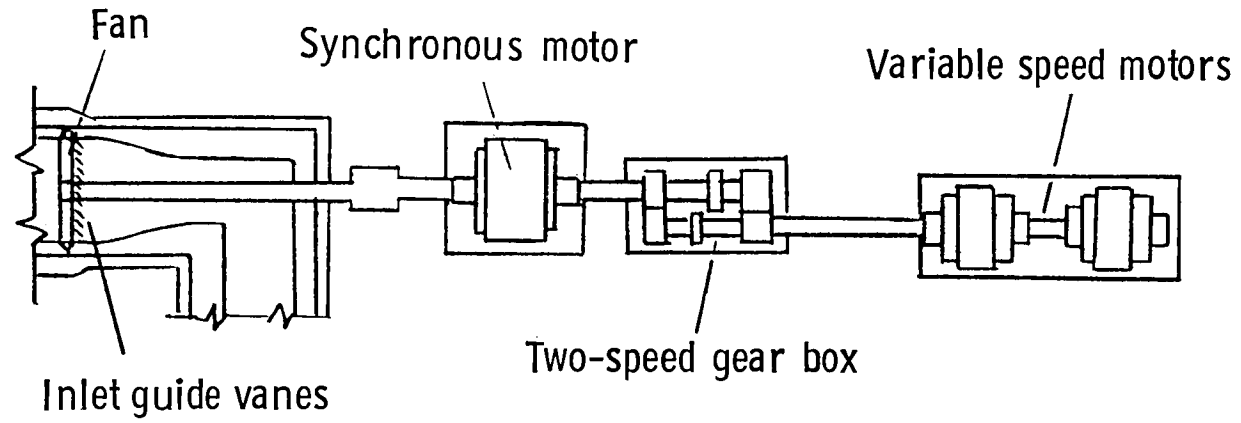 Fan
Synchronous motor
Variable speed motors
Two-speed gear box
Inlet guide vanes